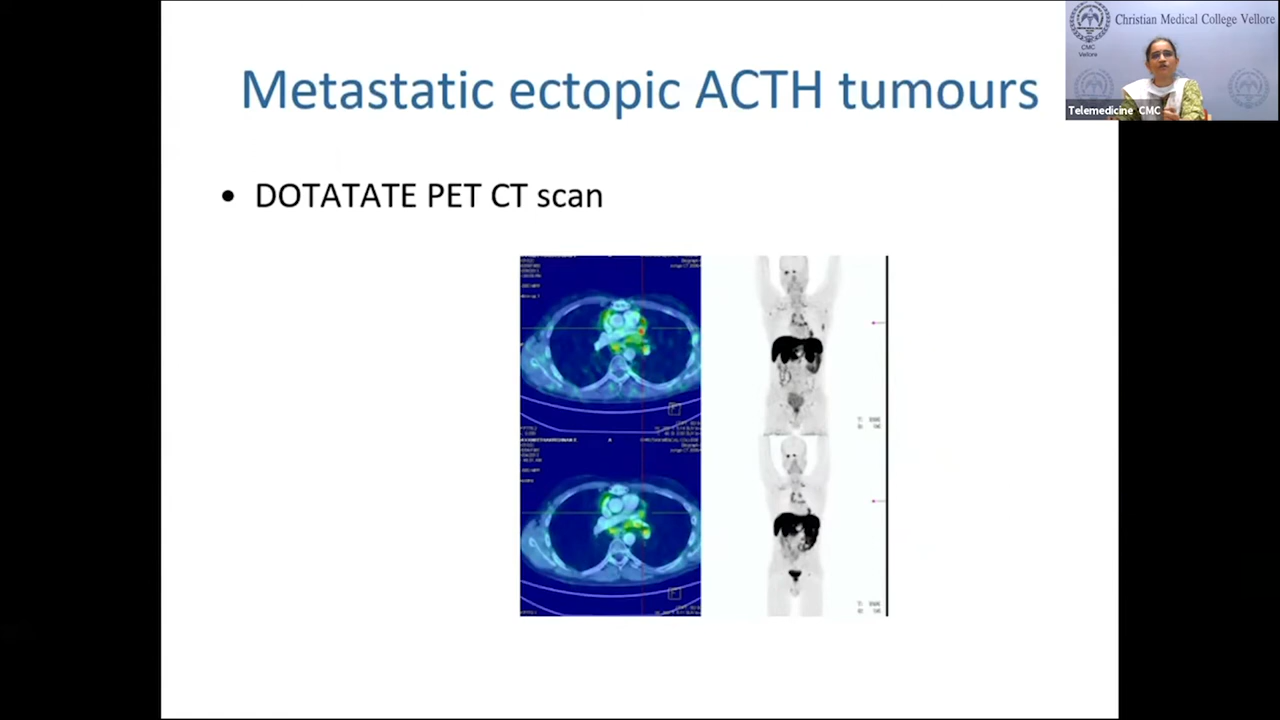 Metastatic ectopic ACTH tumours
• DOTATATE PET CT scan
Christian Medical College Vellore
CMC
Vellore
Telemedicine CMC